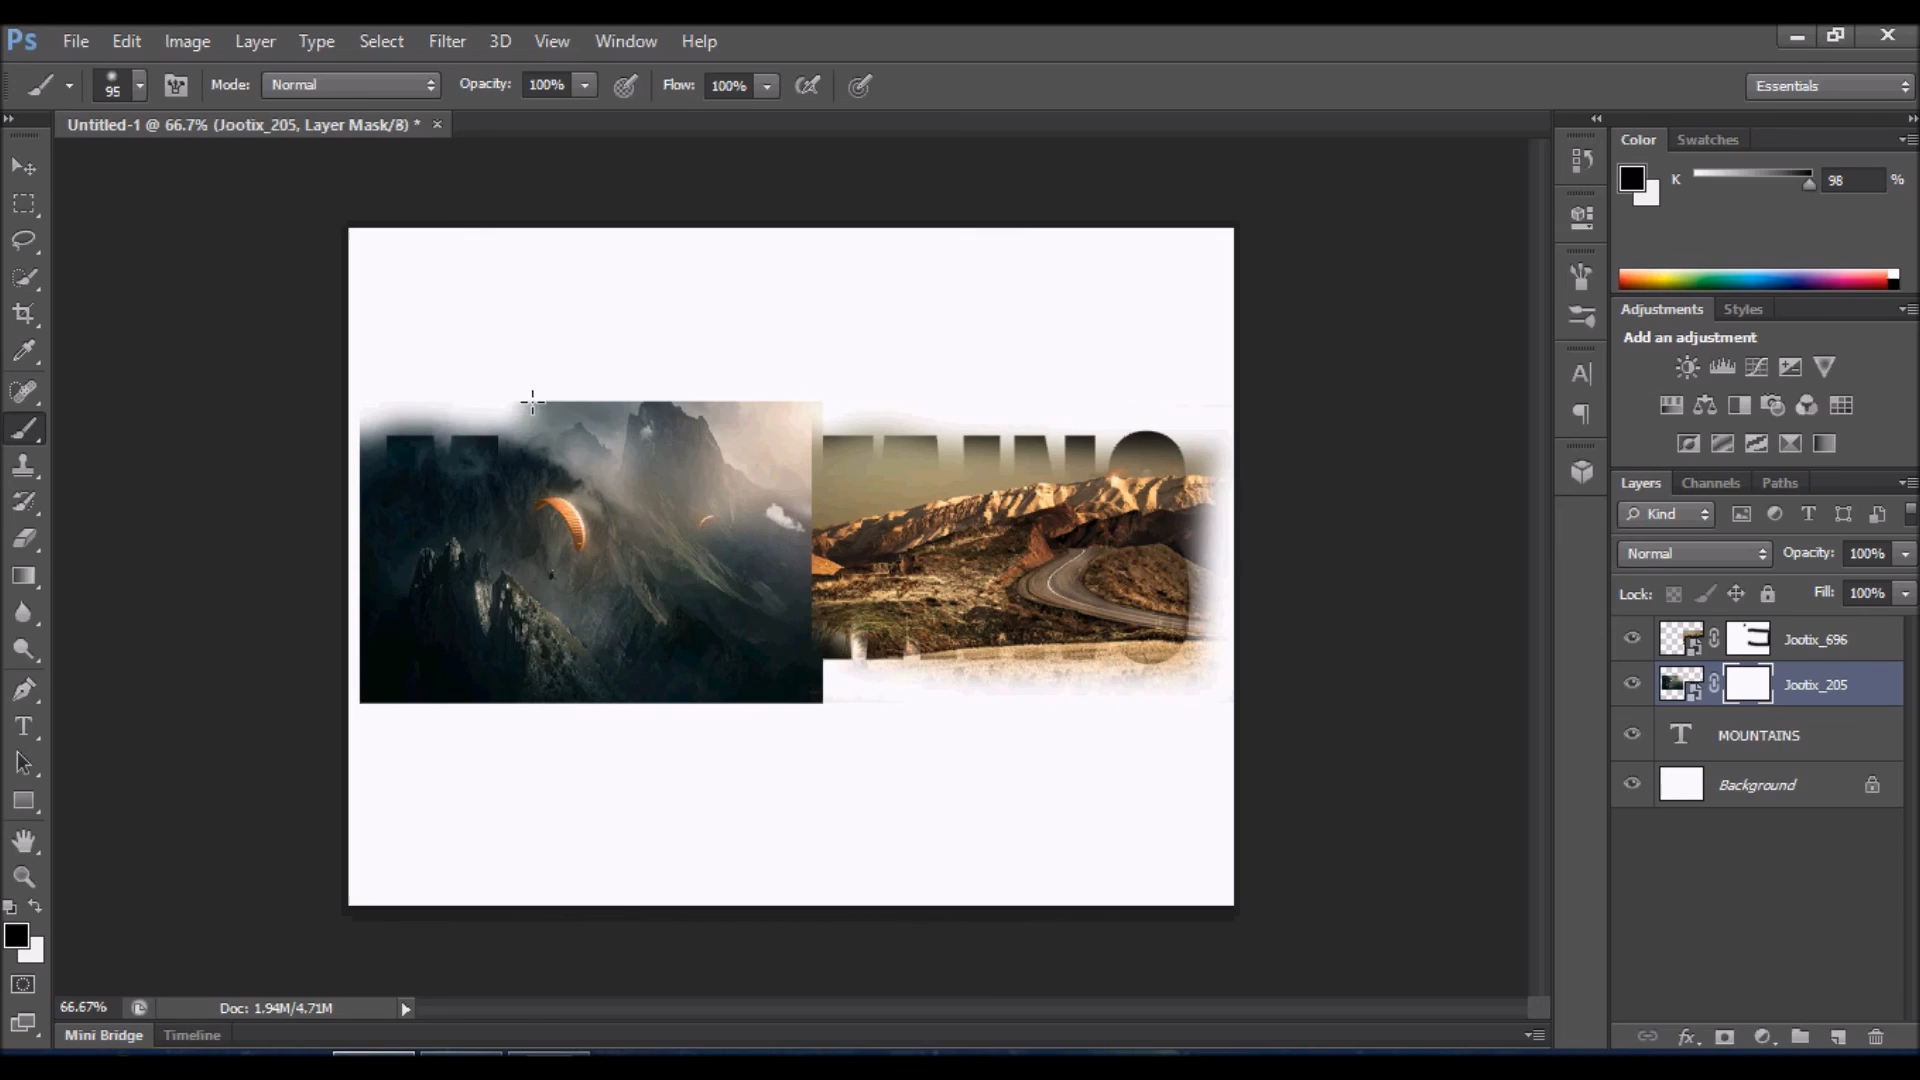 Ps File Edit Image Layer Type Select Filter 3D View Window Help
95 Mode: Normal Opacity: 100% Flow: 100% Essentials
Untitled-1 @ 66.7% (Jootix_205, Layer Mask/8) * ×
Color Swatches
K 98 %
Adjustments Styles
Add an adjustment
Layers Channels Paths
Kind
Normal Opacity: 100%
Lock: Fill: 100%
Jootix_696
Jootix_205
MOUNTAINS
Background
66.67% Doc: 1.94M/4.71M
Mini Bridge Timeline